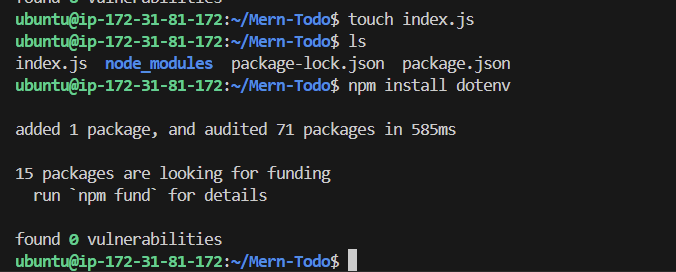 found 0 vulnerabilities
ubuntu@ip-172-31-81-172:~/Mern-Todo$ touch index.js
ubuntu@ip-172-31-81-172:~/Mern-Todo$ ls
index.js  node_modules  package-lock.json  package.json
ubuntu@ip-172-31-81-172:~/Mern-Todo$ npm install dotenv
added 1 package, and audited 71 packages in 585ms
15 packages are looking for funding
  run `npm fund` for details
found 0 vulnerabilities
ubuntu@ip-172-31-81-172:~/Mern-Todo$